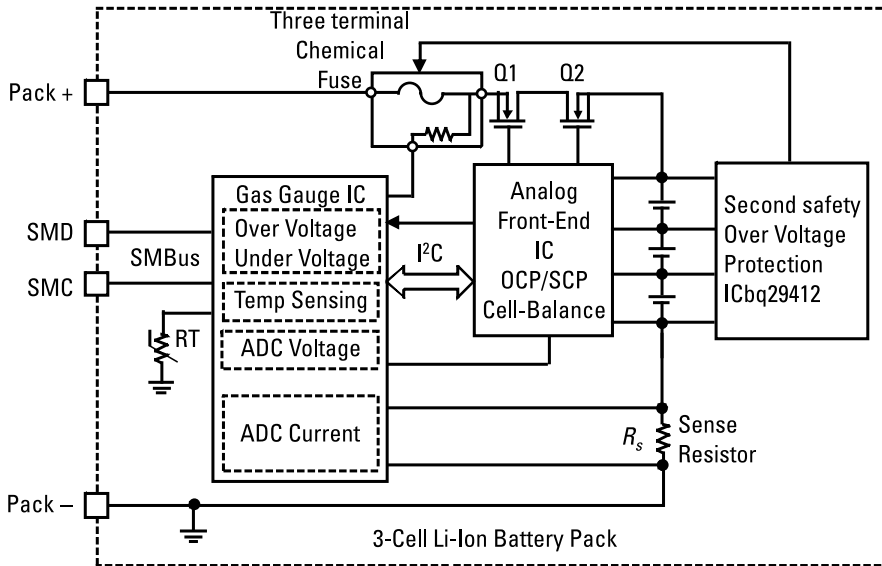 Three terminal
Chemical
Fuse
Q1
Q2
Pack +
Gas Gauge IC
Over Voltage
Under Voltage
Temp Sensing
ADC Voltage
ADC Current
SMD
SMBus
SMC
RT
I²C
Analog
Front-End
IC
OCP/SCP
Cell-Balance
Second safety
Over Voltage
Protection
ICbq29412
Rₛ
Sense
Resistor
Pack –
3-Cell Li-Ion Battery Pack